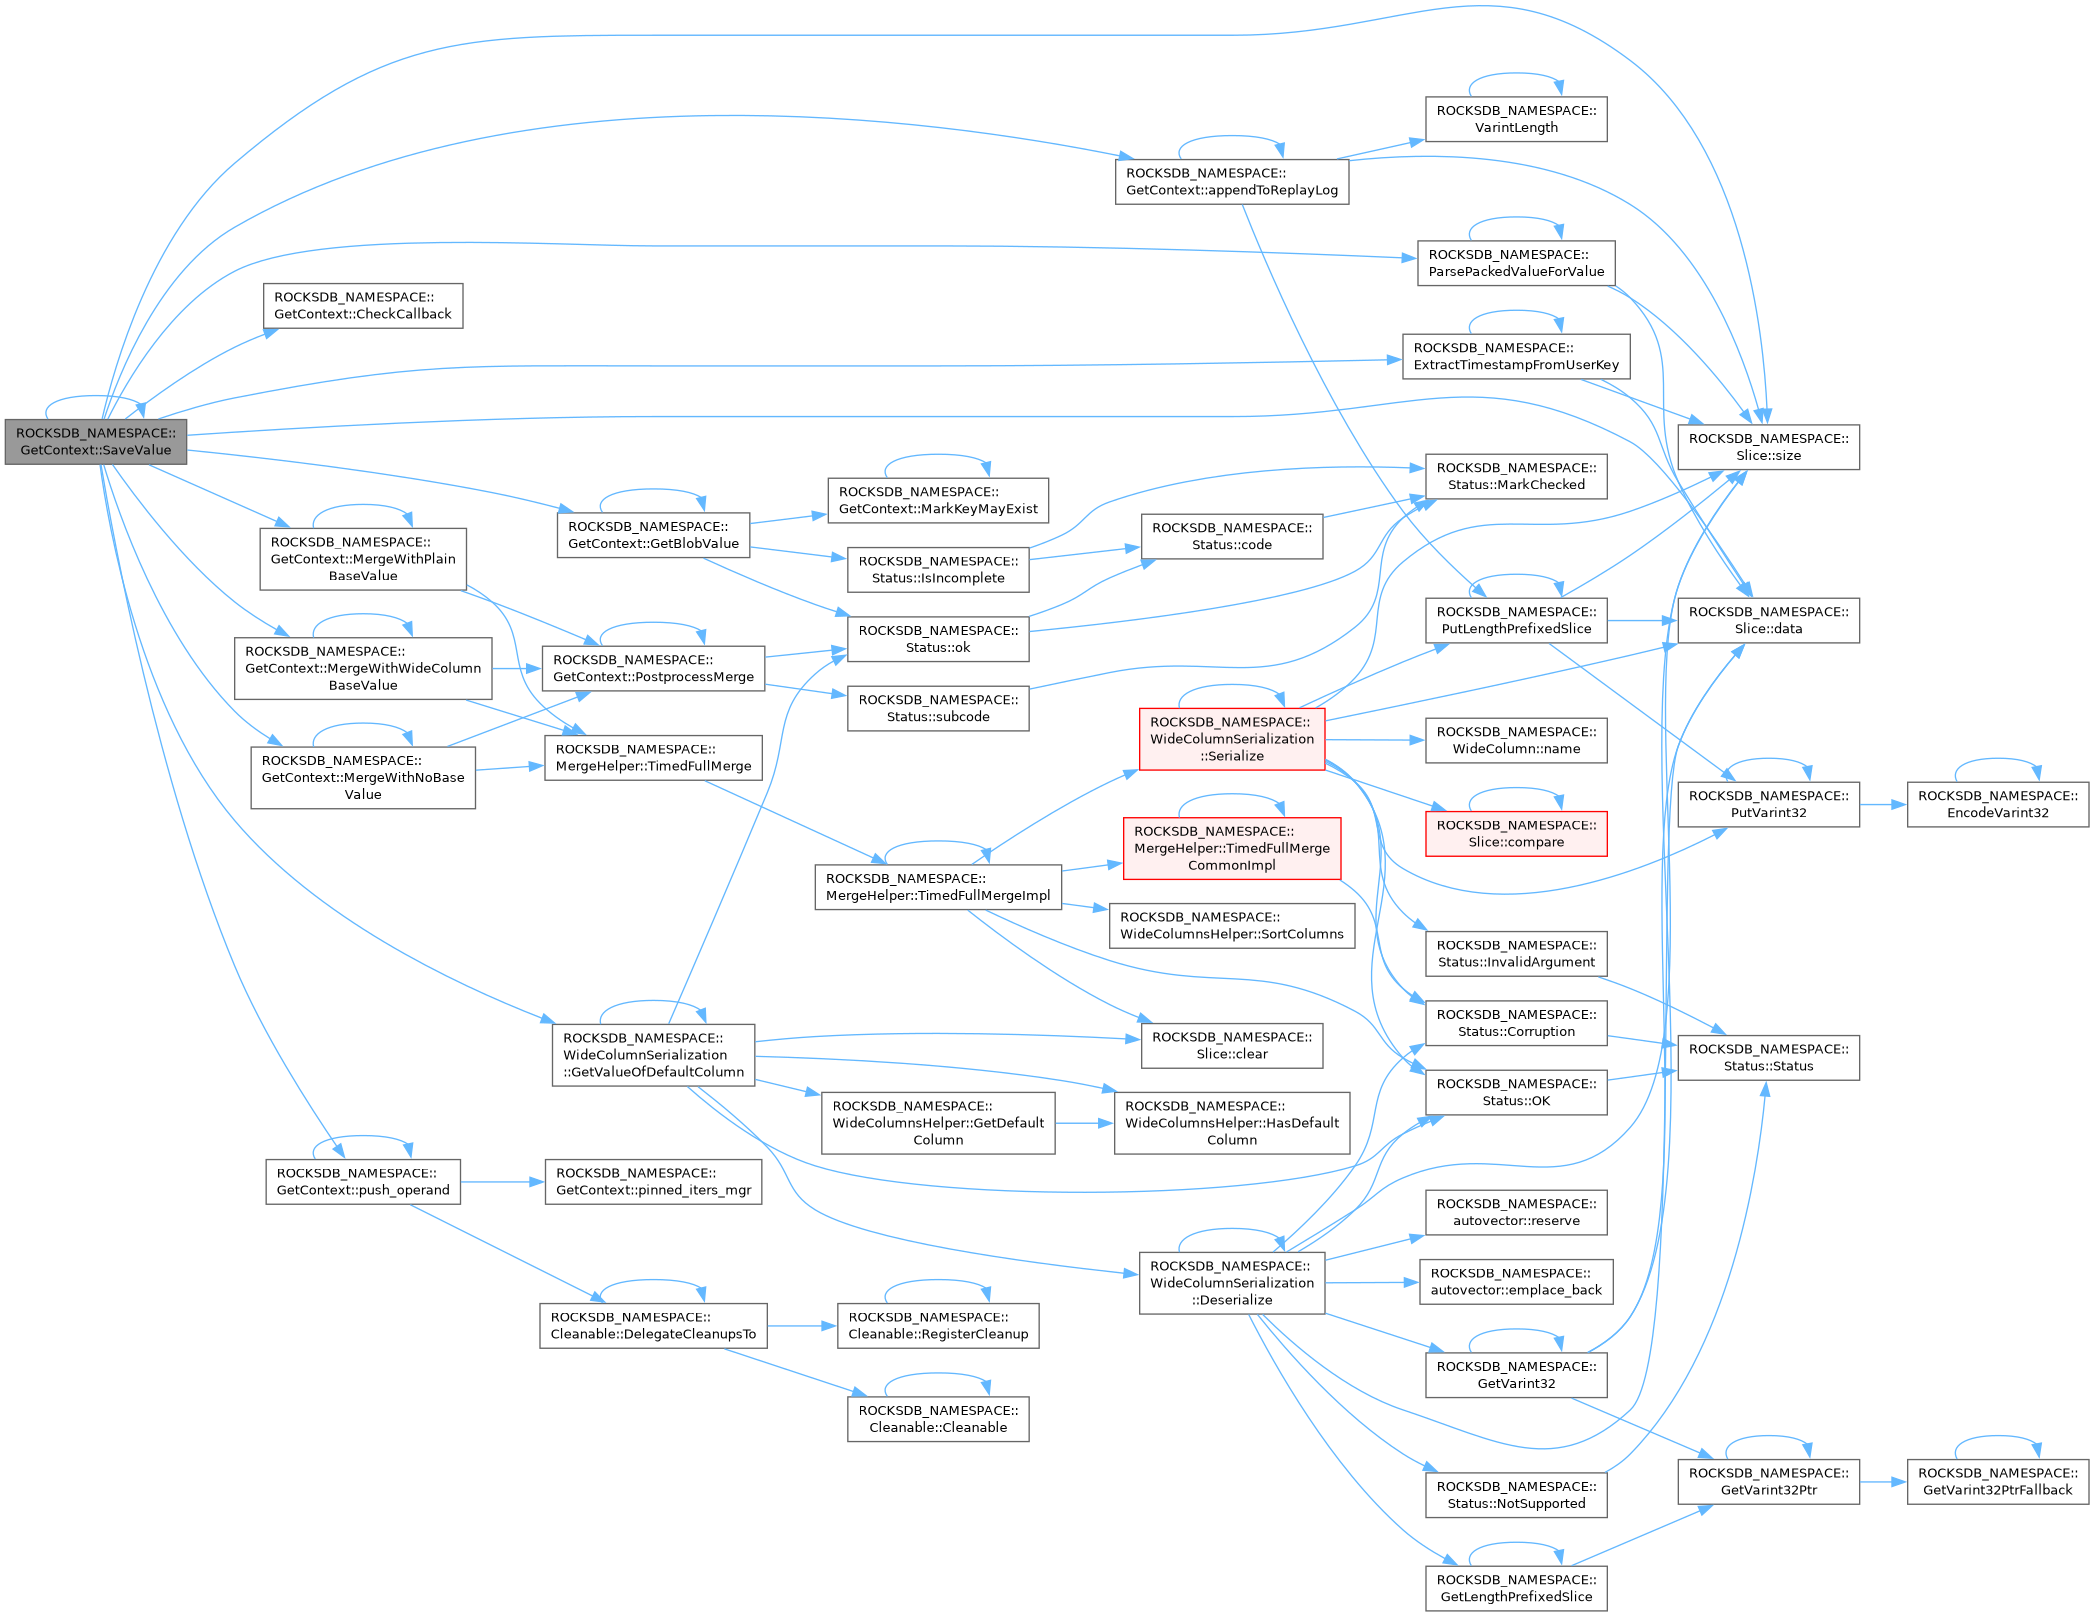 ROCKSDB_NAMESPACE::
GetContext::SaveValue
ROCKSDB_NAMESPACE::
GetContext::CheckCallback
ROCKSDB_NAMESPACE::
GetContext::MergeWithPlain
BaseValue
ROCKSDB_NAMESPACE::
GetContext::MergeWithWideColumn
BaseValue
ROCKSDB_NAMESPACE::
GetContext::MergeWithNoBase
Value
ROCKSDB_NAMESPACE::
GetContext::push_operand
ROCKSDB_NAMESPACE::
GetContext::GetBlobValue
ROCKSDB_NAMESPACE::
GetContext::PostprocessMerge
ROCKSDB_NAMESPACE::
MergeHelper::TimedFullMerge
ROCKSDB_NAMESPACE::
WideColumnSerialization
::GetValueOfDefaultColumn
ROCKSDB_NAMESPACE::
GetContext::pinned_iters_mgr
ROCKSDB_NAMESPACE::
Cleanable::DelegateCleanupsTo
ROCKSDB_NAMESPACE::
GetContext::MarkKeyMayExist
ROCKSDB_NAMESPACE::
Status::IsIncomplete
ROCKSDB_NAMESPACE::
Status::ok
ROCKSDB_NAMESPACE::
Status::subcode
ROCKSDB_NAMESPACE::
MergeHelper::TimedFullMergeImpl
ROCKSDB_NAMESPACE::
WideColumnsHelper::GetDefault
Column
ROCKSDB_NAMESPACE::
Cleanable::RegisterCleanup
ROCKSDB_NAMESPACE::
Cleanable::Cleanable
ROCKSDB_NAMESPACE::
GetContext::appendToReplayLog
ROCKSDB_NAMESPACE::
Status::code
ROCKSDB_NAMESPACE::
WideColumnSerialization
::Serialize
ROCKSDB_NAMESPACE::
MergeHelper::TimedFullMerge
CommonImpl
ROCKSDB_NAMESPACE::
WideColumnsHelper::SortColumns
ROCKSDB_NAMESPACE::
Slice::clear
ROCKSDB_NAMESPACE::
WideColumnsHelper::HasDefault
Column
ROCKSDB_NAMESPACE::
WideColumnSerialization
::Deserialize
ROCKSDB_NAMESPACE::
VarintLength
ROCKSDB_NAMESPACE::
ParsePackedValueForValue
ROCKSDB_NAMESPACE::
ExtractTimestampFromUserKey
ROCKSDB_NAMESPACE::
Status::MarkChecked
ROCKSDB_NAMESPACE::
PutLengthPrefixedSlice
ROCKSDB_NAMESPACE::
WideColumn::name
ROCKSDB_NAMESPACE::
Slice::compare
ROCKSDB_NAMESPACE::
Status::InvalidArgument
ROCKSDB_NAMESPACE::
Status::Corruption
ROCKSDB_NAMESPACE::
Status::OK
ROCKSDB_NAMESPACE::
autovector::reserve
ROCKSDB_NAMESPACE::
autovector::emplace_back
ROCKSDB_NAMESPACE::
GetVarint32
ROCKSDB_NAMESPACE::
Status::NotSupported
ROCKSDB_NAMESPACE::
GetLengthPrefixedSlice
ROCKSDB_NAMESPACE::
Slice::size
ROCKSDB_NAMESPACE::
Slice::data
ROCKSDB_NAMESPACE::
PutVarint32
ROCKSDB_NAMESPACE::
Status::Status
ROCKSDB_NAMESPACE::
GetVarint32Ptr
ROCKSDB_NAMESPACE::
EncodeVarint32
ROCKSDB_NAMESPACE::
GetVarint32PtrFallback